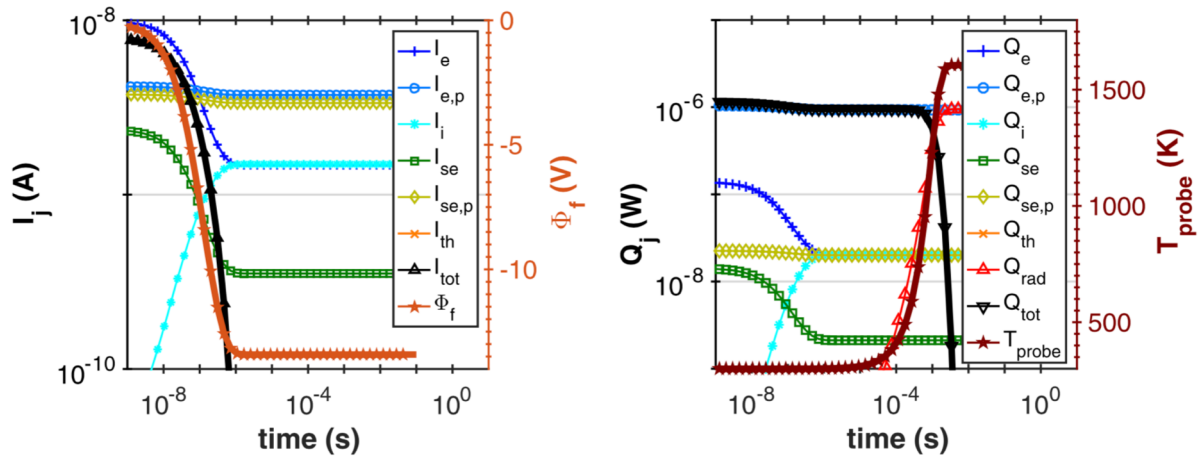 10^-8
10^-10
I_j (A)
10^-8
10^-4
10^0
time (s)
0
-5
-10
Φ_f (V)
I_e
I_e,p
I_i
I_se
I_se,p
I_th
I_tot
Φ_f
10^-6
10^-8
Q_j (W)
10^-8
10^-4
10^0
time (s)
1500
1000
500
T_probe (K)
Q_e
Q_e,p
Q_i
Q_se
Q_se,p
Q_th
Q_rad
Q_tot
T_probe